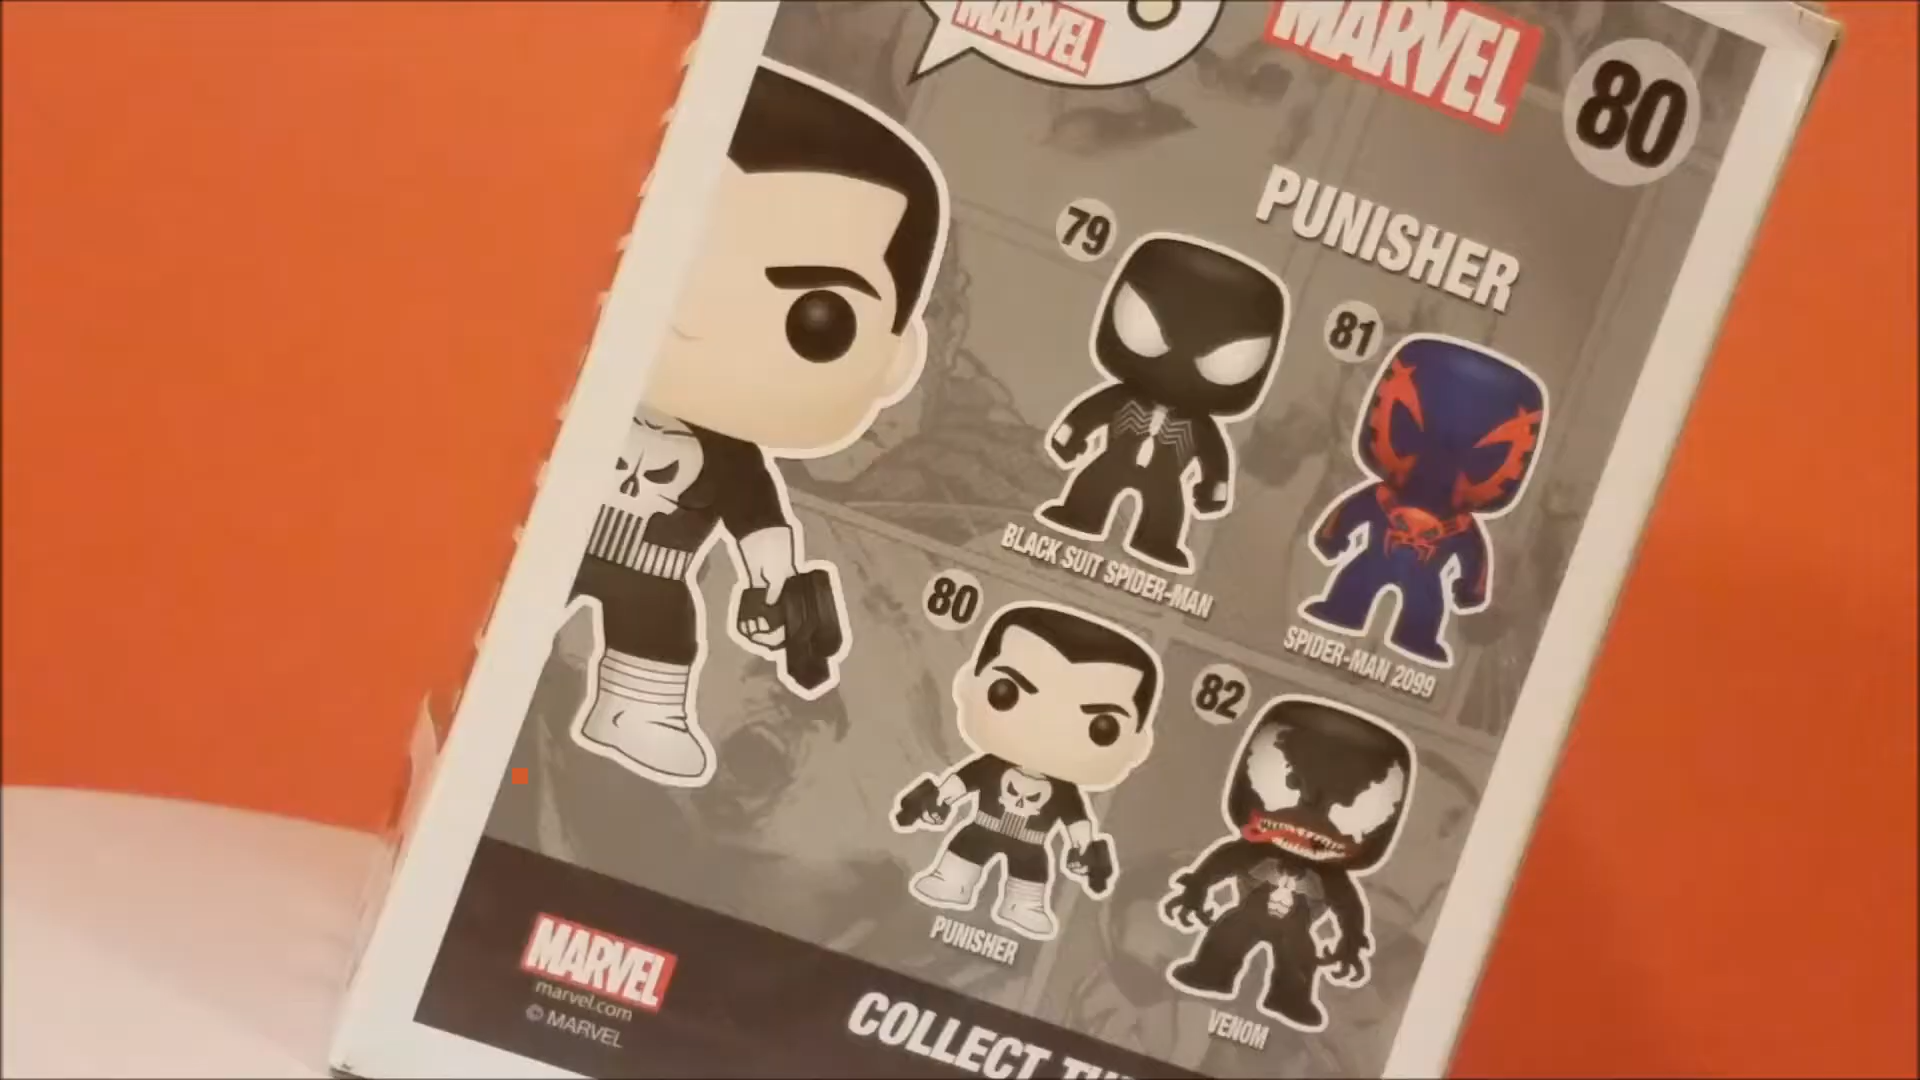 MARVEL
MARVEL
80
PUNISHER
79
BLACK SUIT SPIDER-MAN
81
SPIDER-MAN 2099
80
PUNISHER
82
VENOM
MARVEL
marvel.com
© MARVEL
COLLECT